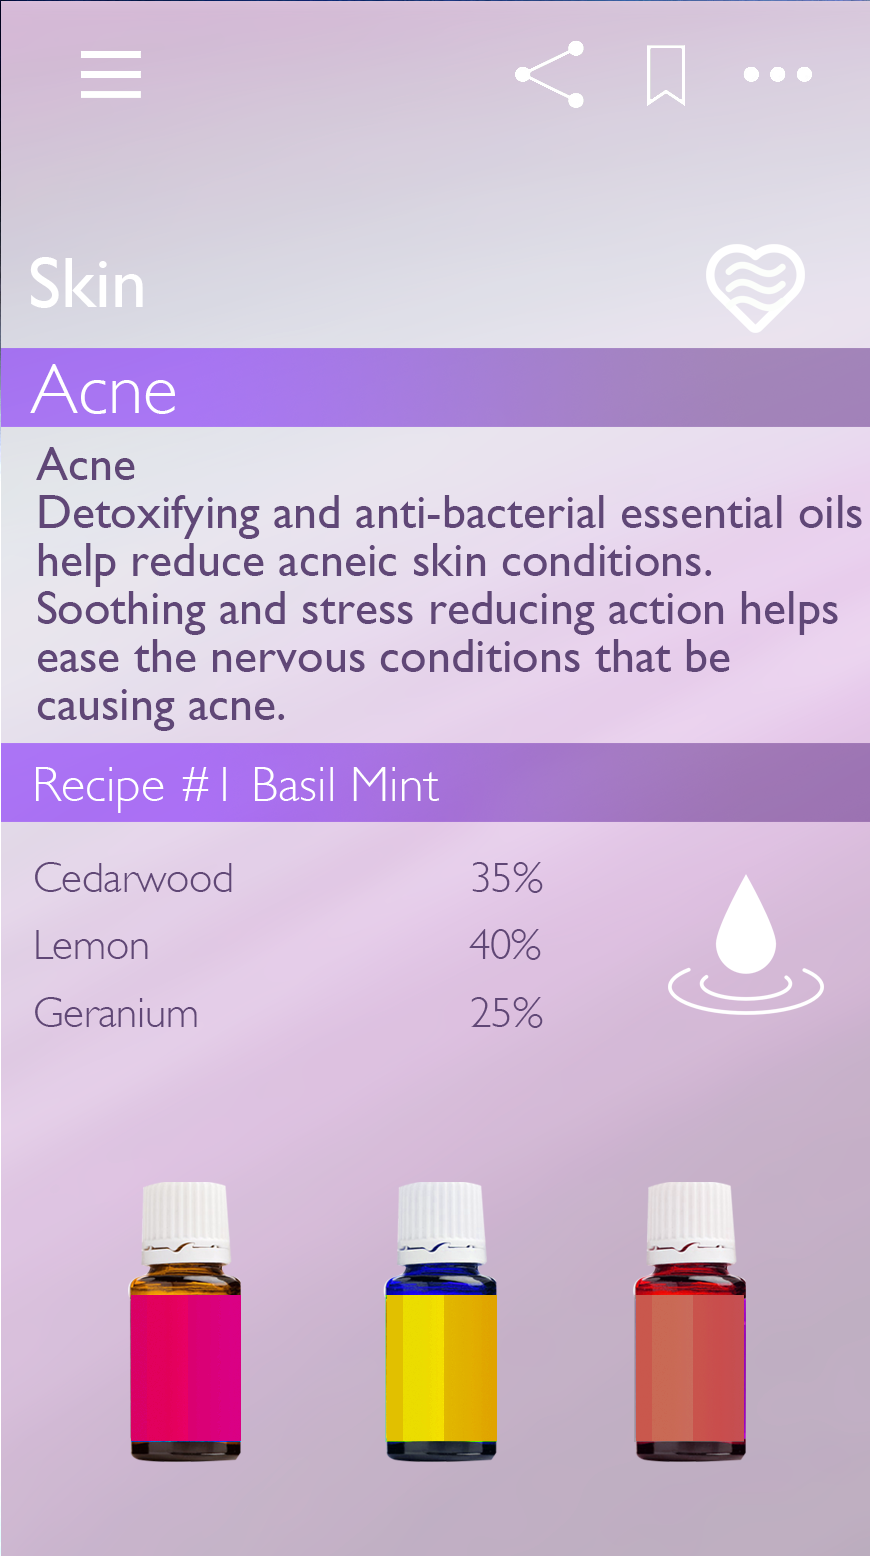 Skin
Acne
Acne
Detoxifying and anti-bacterial essential oils
help reduce acneic skin conditions.
Soothing and stress reducing action helps
ease the nervous conditions that be
causing acne.
Recipe #1 Basil Mint
Cedarwood 35%
Lemon 40%
Geranium 25%